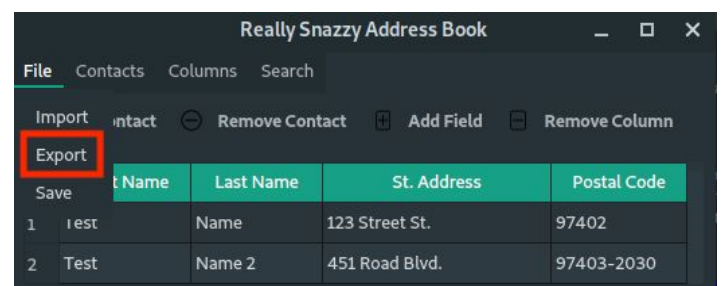 Really Snazzy Address Book
File Contacts Columns Search
Import ntact Remove Contact Add Field Remove Column
Export
Save
t Name Last Name St. Address Postal Code
1 Test Name 123 Street St. 97402
2 Test Name 2 451 Road Blvd. 97403-2030